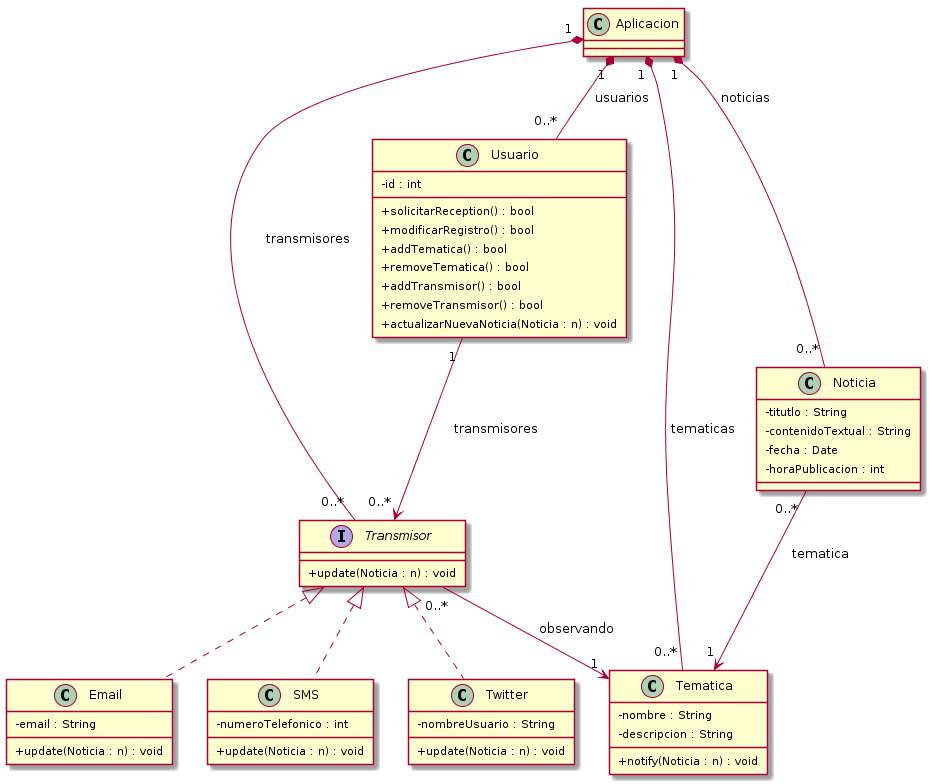 C Aplicacion
1
1
1
1
usuarios
noticias
0..*
C Usuario
-id : int
+solicitarReception() : bool
+modificarRegistro() : bool
+addTematica() : bool
+removeTematica() : bool
+addTransmisor() : bool
+removeTransmisor() : bool
+actualizarNuevaNoticia(Noticia : n) : void
transmisores
0..*
1
C Noticia
-titutlo : String
-contenidoTextual : String
-fecha : Date
-horaPublicacion : int
transmisores
tematicas
0..*
0..*
0..*
I Transmisor
+update(Noticia : n) : void
tematica
0..*
observando
1
0..*
1
C Email
-email : String
+update(Noticia : n) : void
C SMS
-numeroTelefonico : int
+update(Noticia : n) : void
C Twitter
-nombreUsuario : String
+update(Noticia : n) : void
C Tematica
-nombre : String
-descripcion : String
+notify(Noticia : n) : void